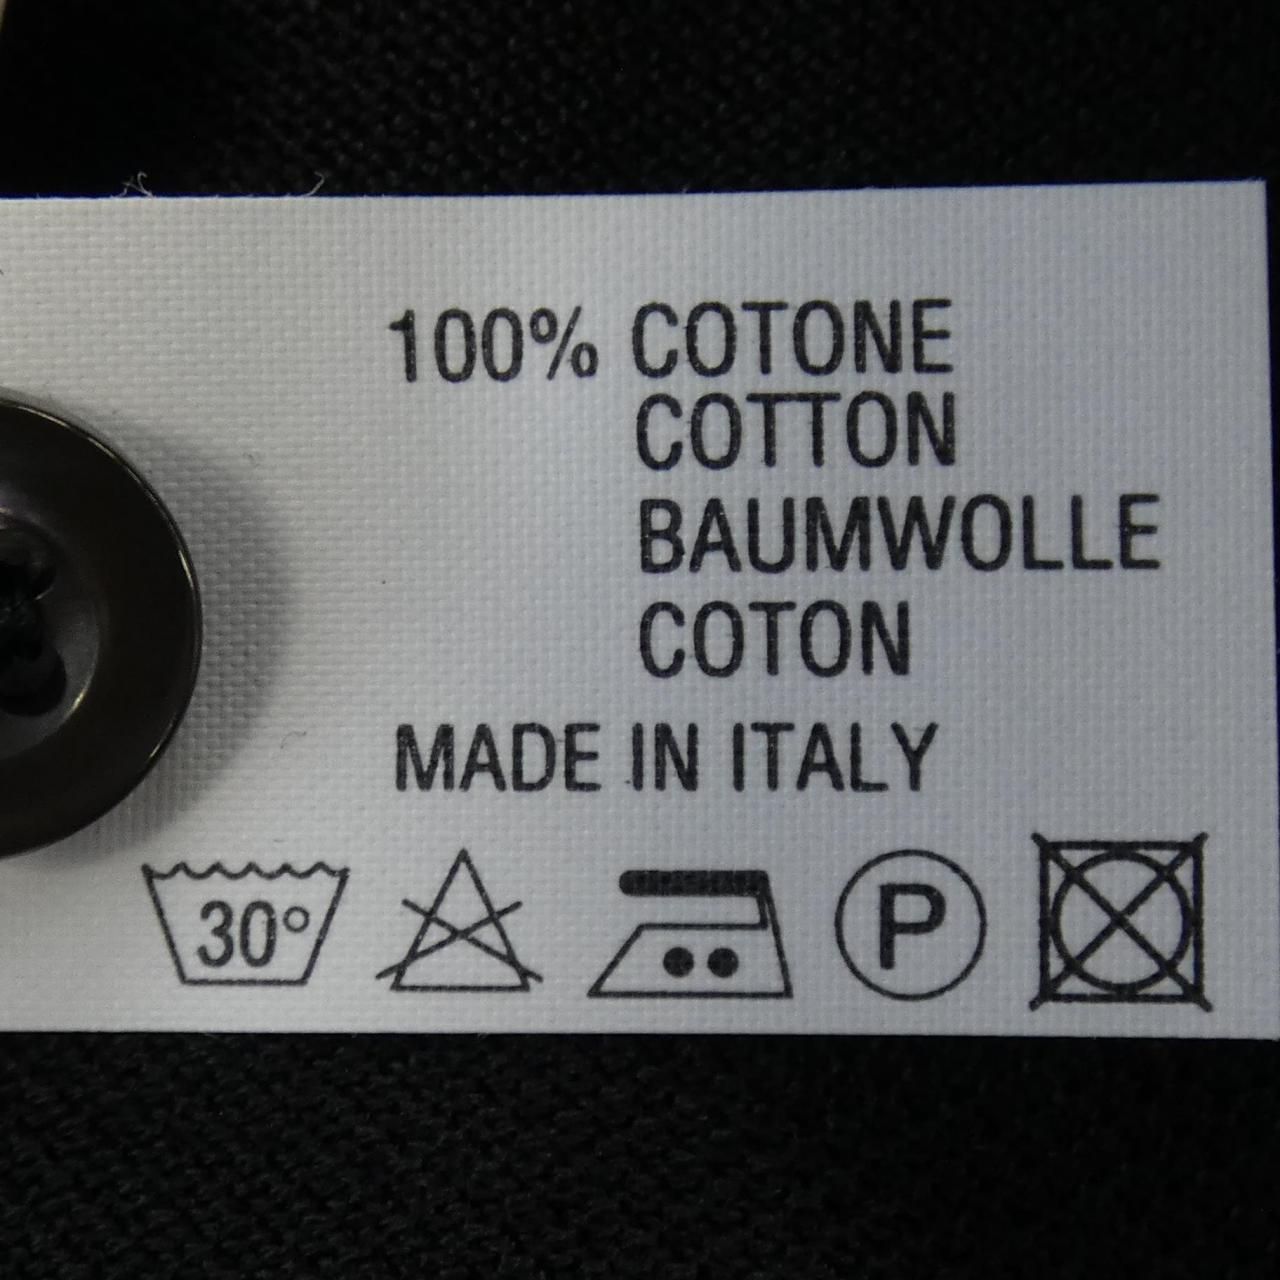 100% COTONE
COTTON
BAUMWOLLE
COTON
MADE IN ITALY
30° P